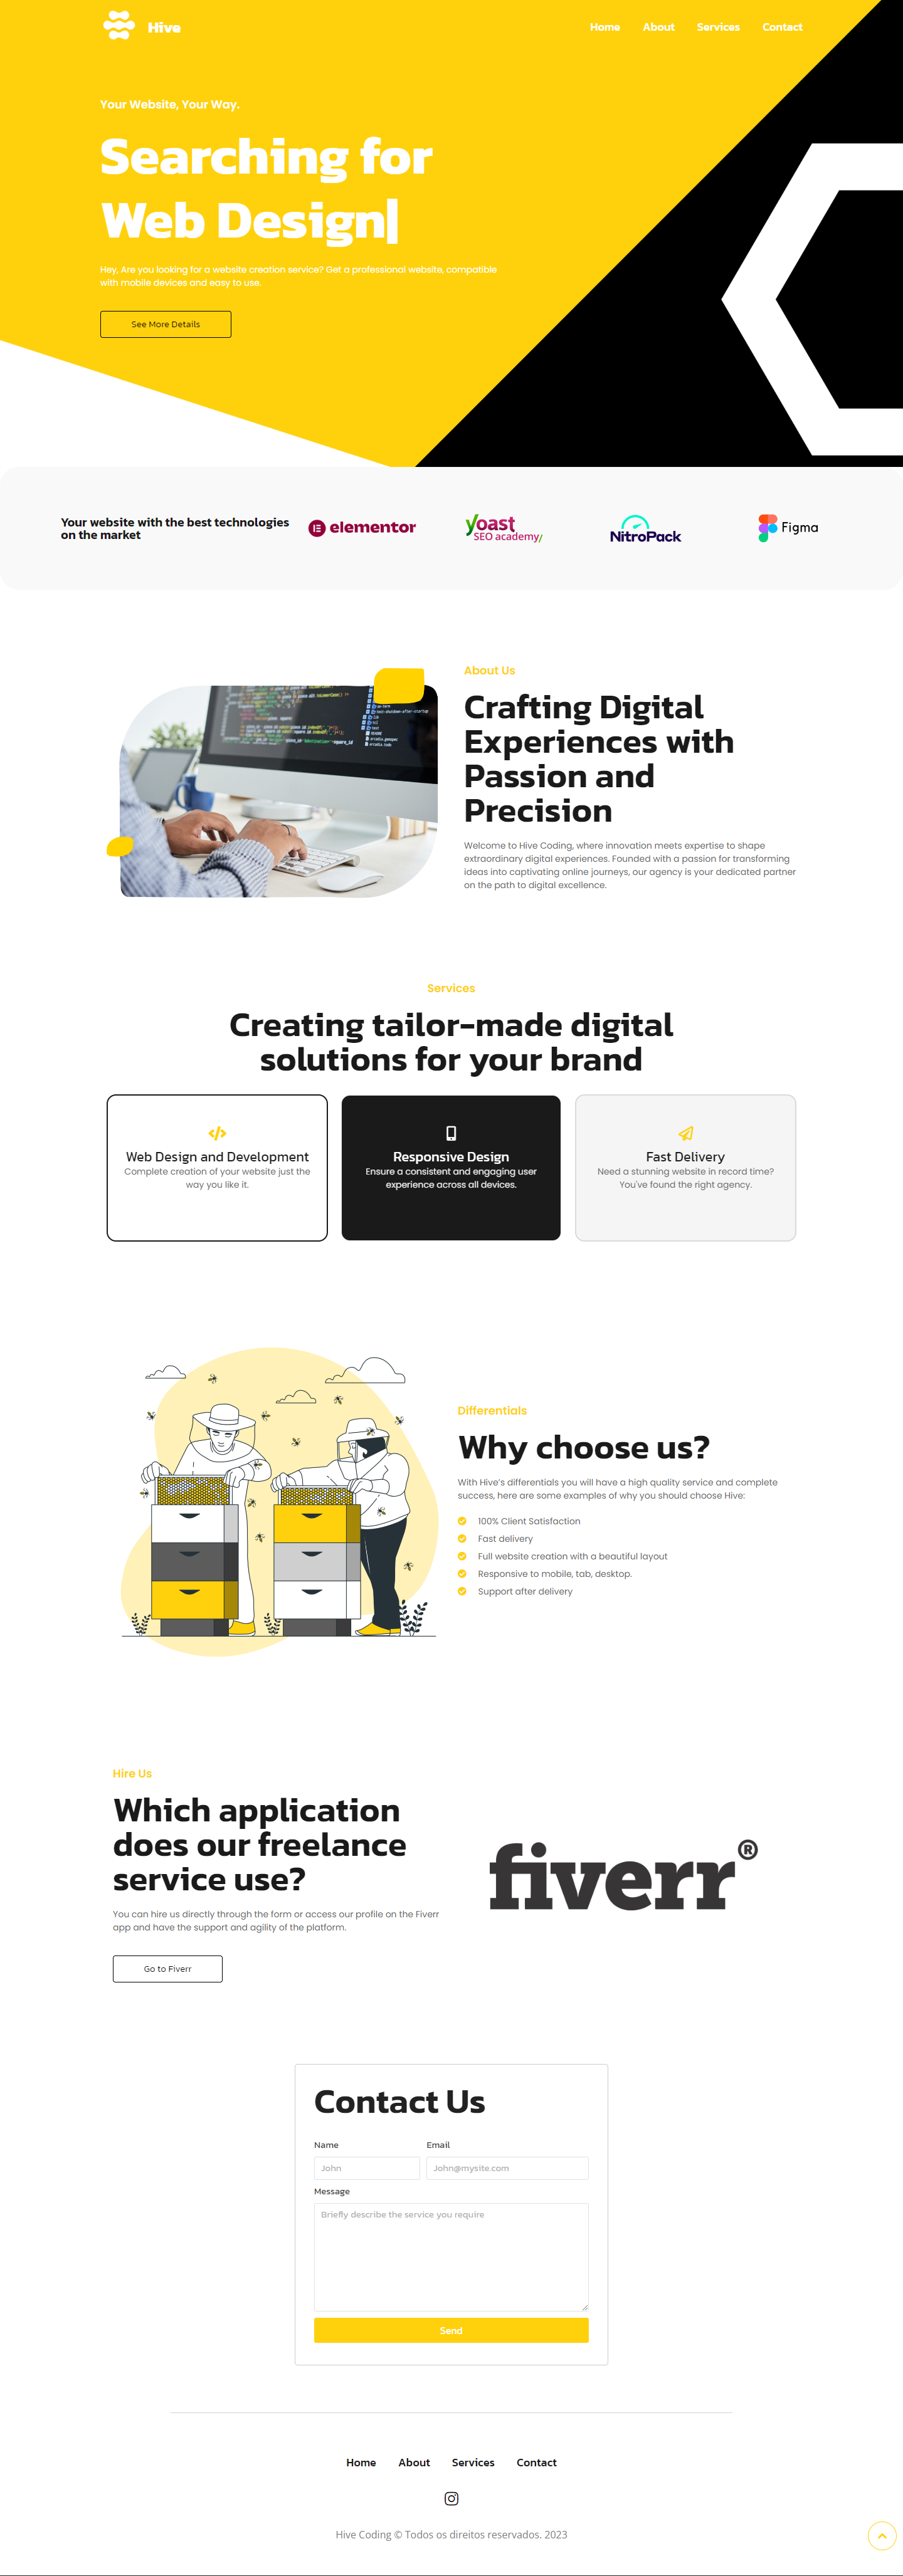 Hive
Home About Services Contact
Your Website, Your Way.
Searching for
Web Design|
Hey, Are you looking for a website creation service? Get a professional website, compatible
with mobile devices and easy to use.
See More Details
Your website with the best technologies
on the market
elementor
yoast
SEO academy/
NitroPack
Figma
About Us
Crafting Digital
Experiences with
Passion and
Precision
Welcome to Hive Coding, where innovation meets expertise to shape
extraordinary digital experiences. Founded with a passion for transforming
ideas into captivating online journeys, our agency is your dedicated partner
on the path to digital excellence.
Services
Creating tailor-made digital
solutions for your brand
Web Design and Development
Complete creation of your website just the
way you like it.
Responsive Design
Ensure a consistent and engaging user
experience across all devices.
Fast Delivery
Need a stunning website in record time?
You've found the right agency.
Differentials
Why choose us?
With Hive's differentials you will have a high quality service and complete
success, here are some examples of why you should choose Hive:
100% Client Satisfaction
Fast delivery
Full website creation with a beautiful layout
Responsive to mobile, tab, desktop.
Support after delivery
Hire Us
Which application
does our freelance
service use?
You can hire us directly through the form or access our profile on the Fiverr
app and have the support and agility of the platform.
Go to Fiverr
fiverr®
Contact Us
Name Email
John John@mysite.com
Message
Briefly describe the service you require
Send
Home About Services Contact
Hive Coding © Todos os direitos reservados. 2023